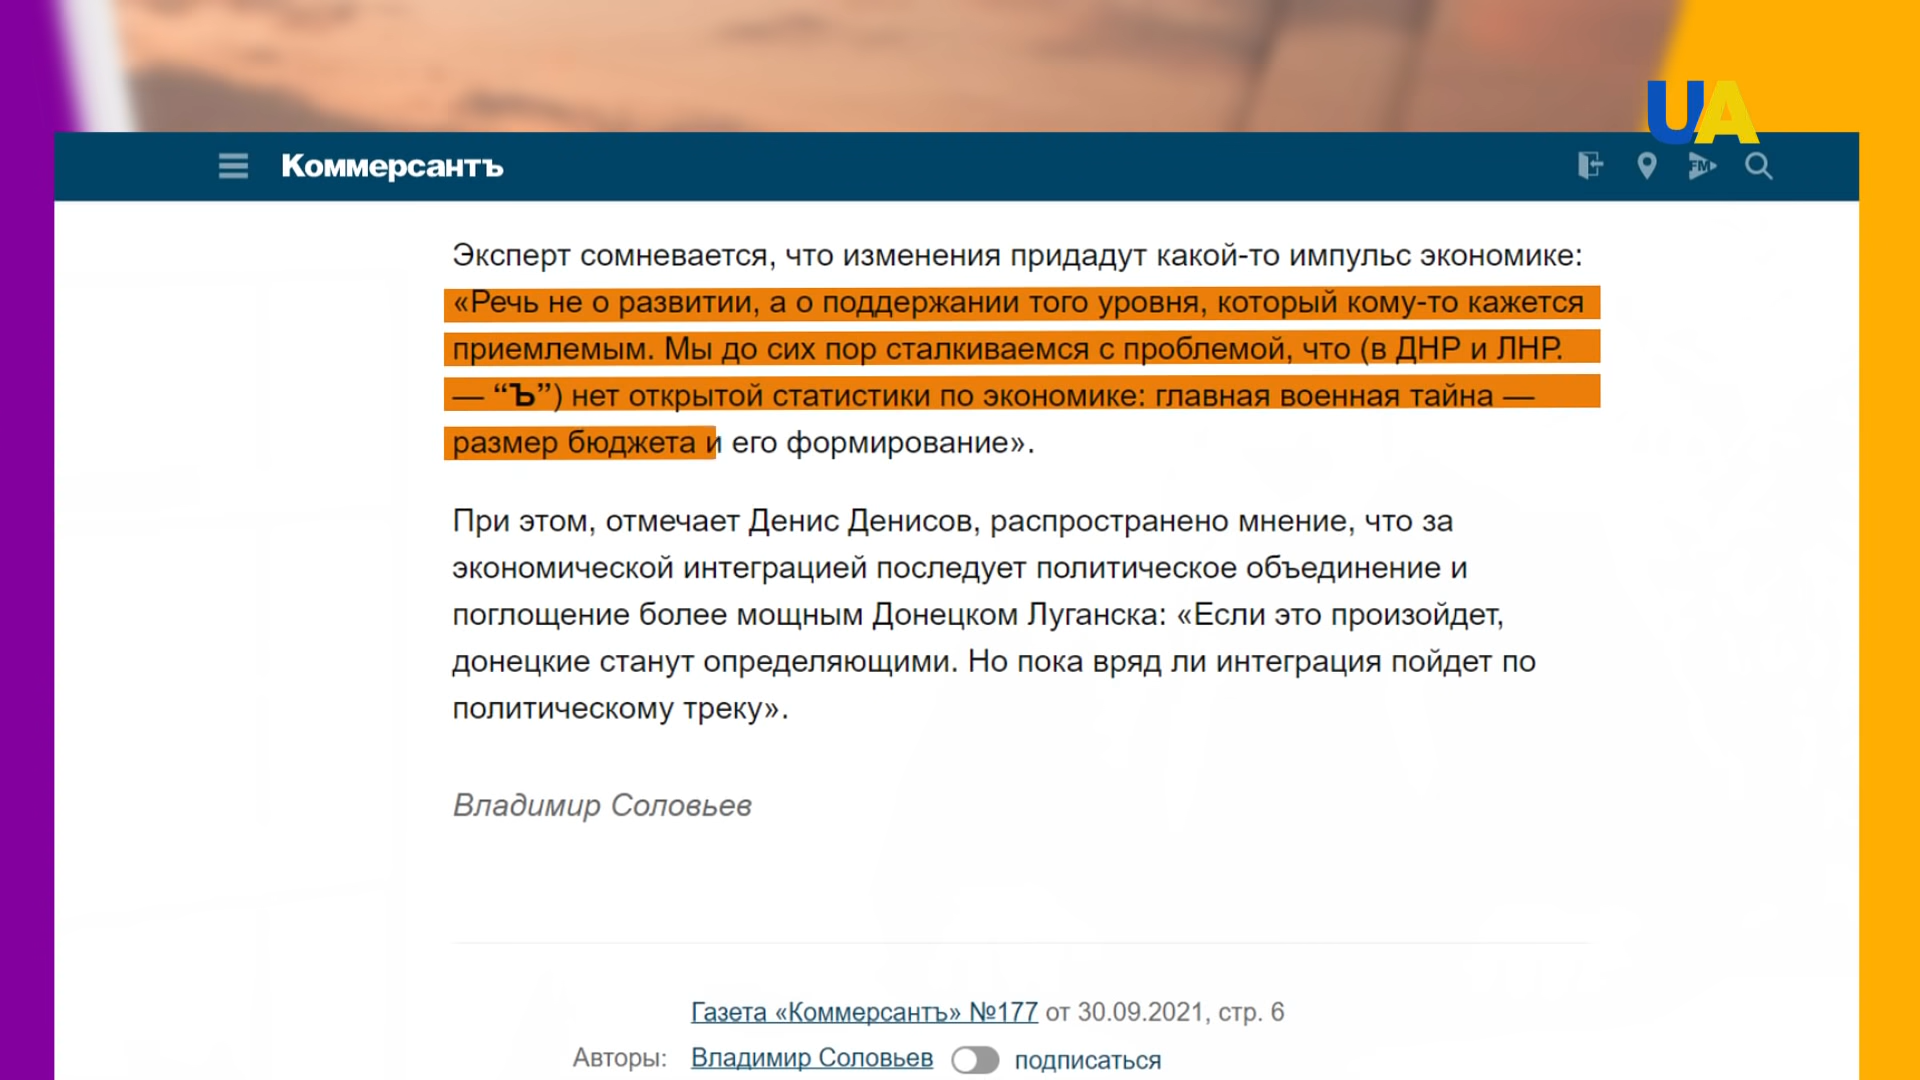 UA
Коммерсантъ
FM
Эксперт сомневается, что изменения придадут какой-то импульс экономике:
«Речь не о развитии, а о поддержании того уровня, который кому-то кажется
приемлемым. Мы до сих пор сталкиваемся с проблемой, что (в ДНР и ЛНР.
— “Ъ”) нет открытой статистики по экономике: главная военная тайна —
размер бюджета и его формирование».
При этом, отмечает Денис Денисов, распространено мнение, что за
экономической интеграцией последует политическое объединение и
поглощение более мощным Донецком Луганска: «Если это произойдет,
донецкие станут определяющими. Но пока вряд ли интеграция пойдет по
политическому треку».
Владимир Соловьев
Газета «Коммерсантъ» №177 от 30.09.2021, стр. 6
Авторы: Владимир Соловьев подписаться